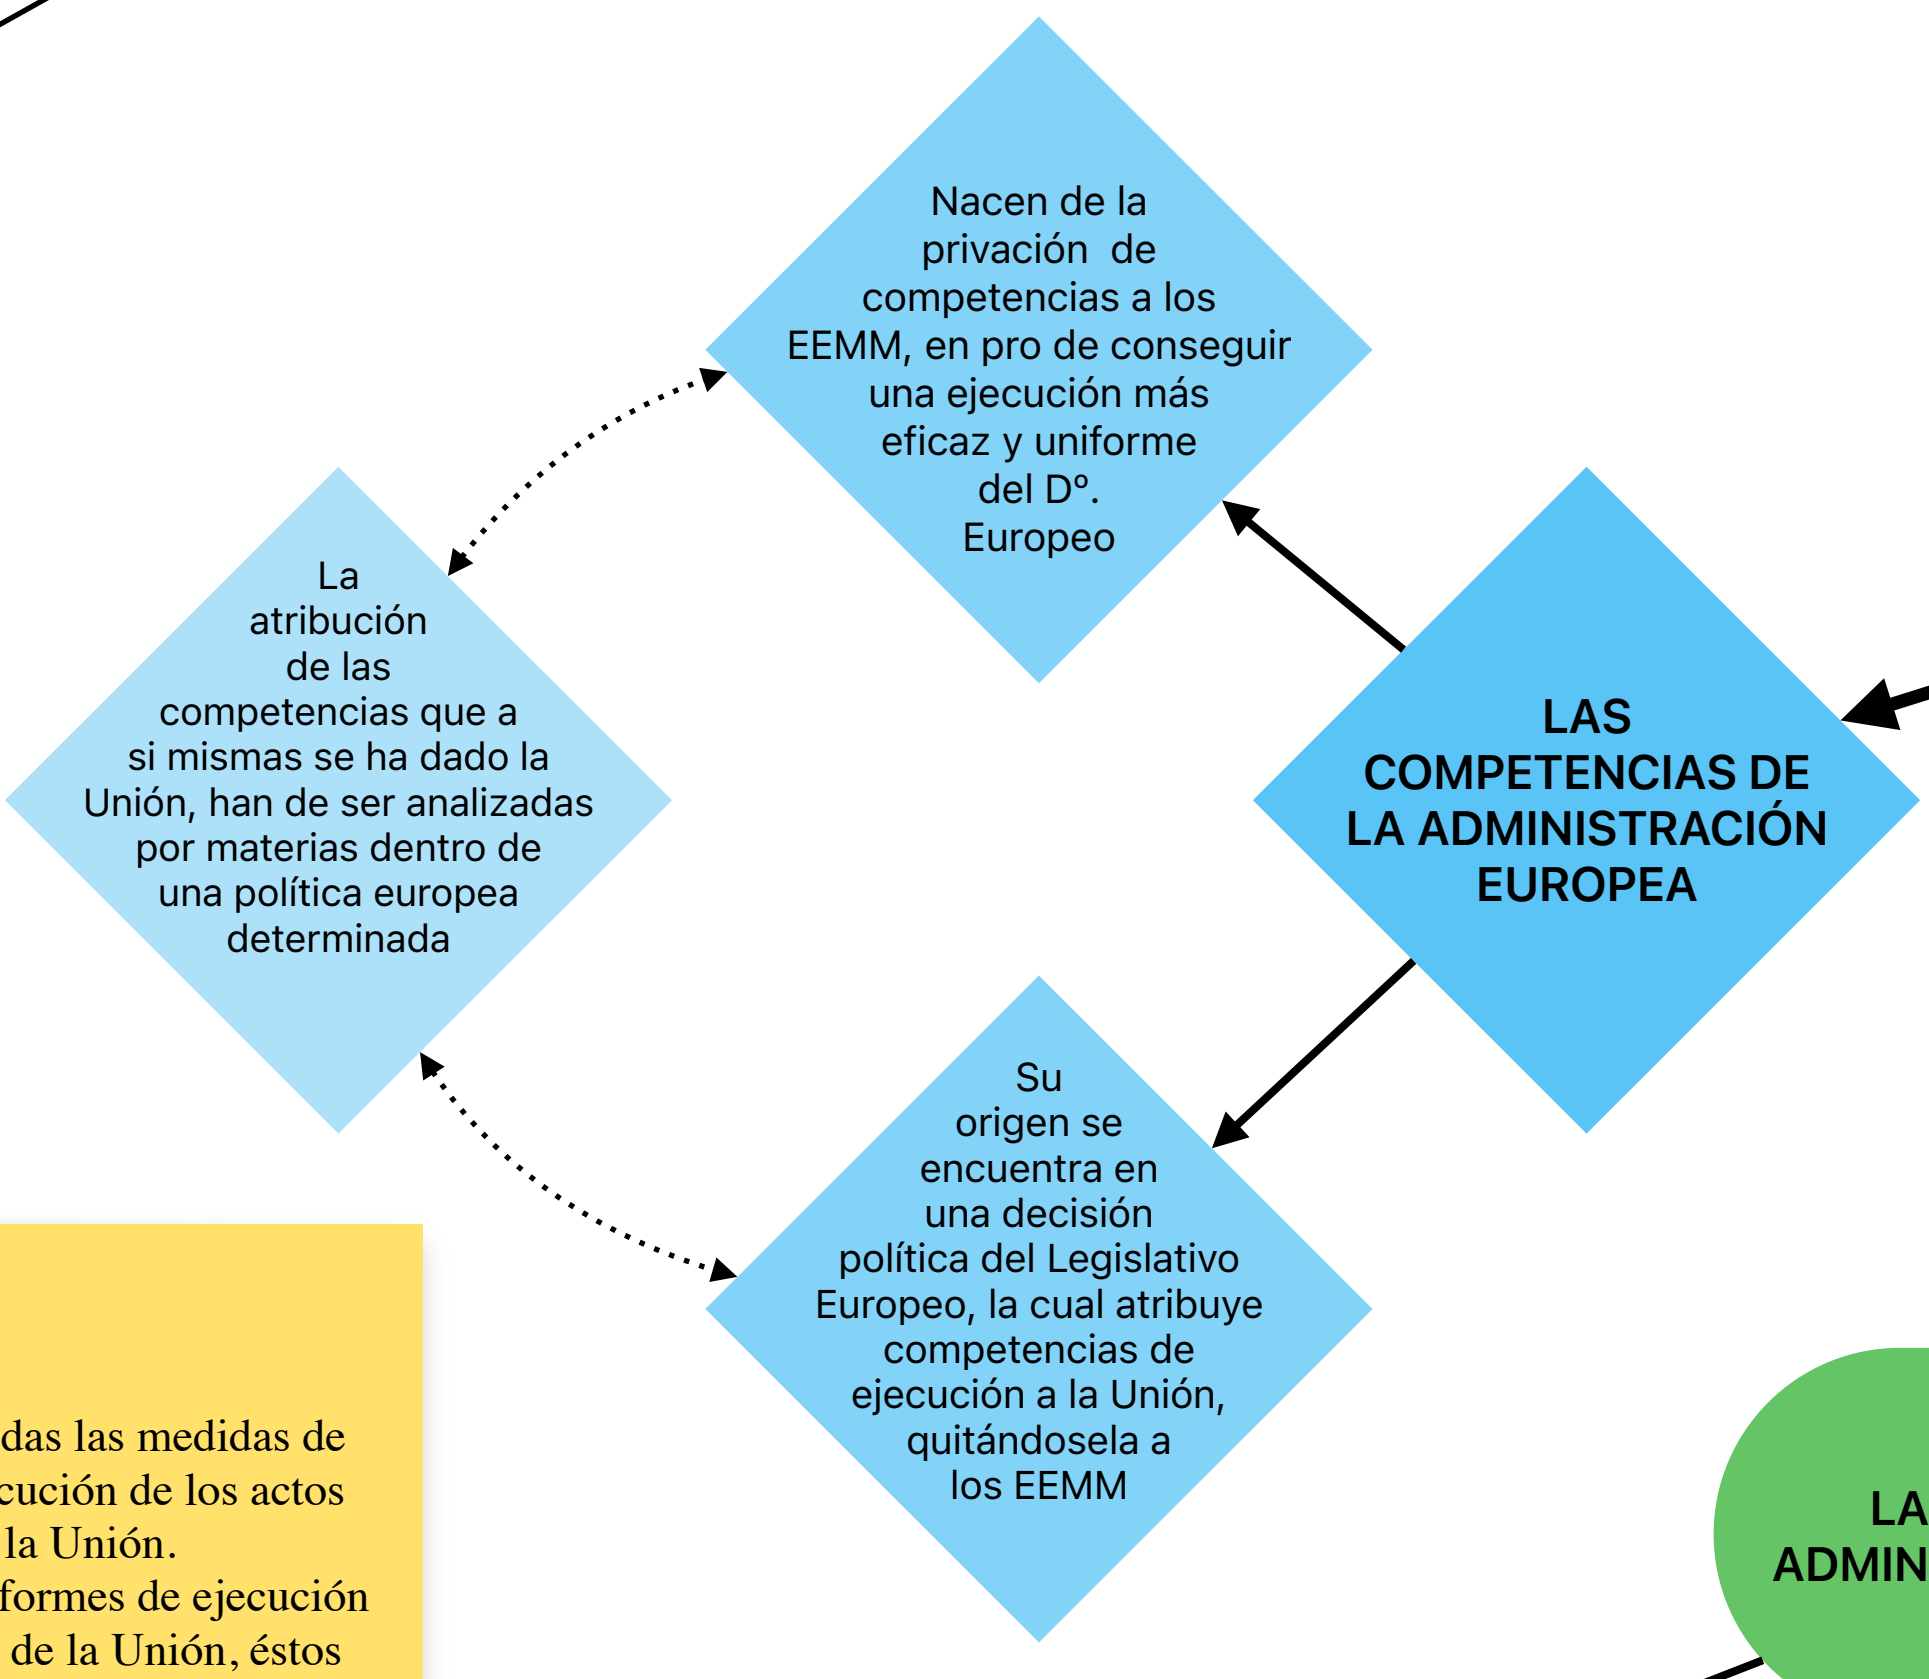 Nacen de la
privación  de
competencias a los
EEMM, en pro de conseguir
una ejecución más
eficaz y uniforme
del Dº.
Europeo
La
atribución
de las
competencias que a
si mismas se ha dado la
Unión, han de ser analizadas
por materias dentro de
una política europea
determinada
LAS
COMPETENCIAS DE
LA ADMINISTRACIÓN
EUROPEA
Su
origen se
encuentra en
una decisión
política del Legislativo
Europeo, la cual atribuye
competencias de
ejecución a la Unión,
quitándosela a
los EEMM
das las medidas de
cución de los actos
la Unión.
formes de ejecución
de la Unión, éstos
LA
ADMIN